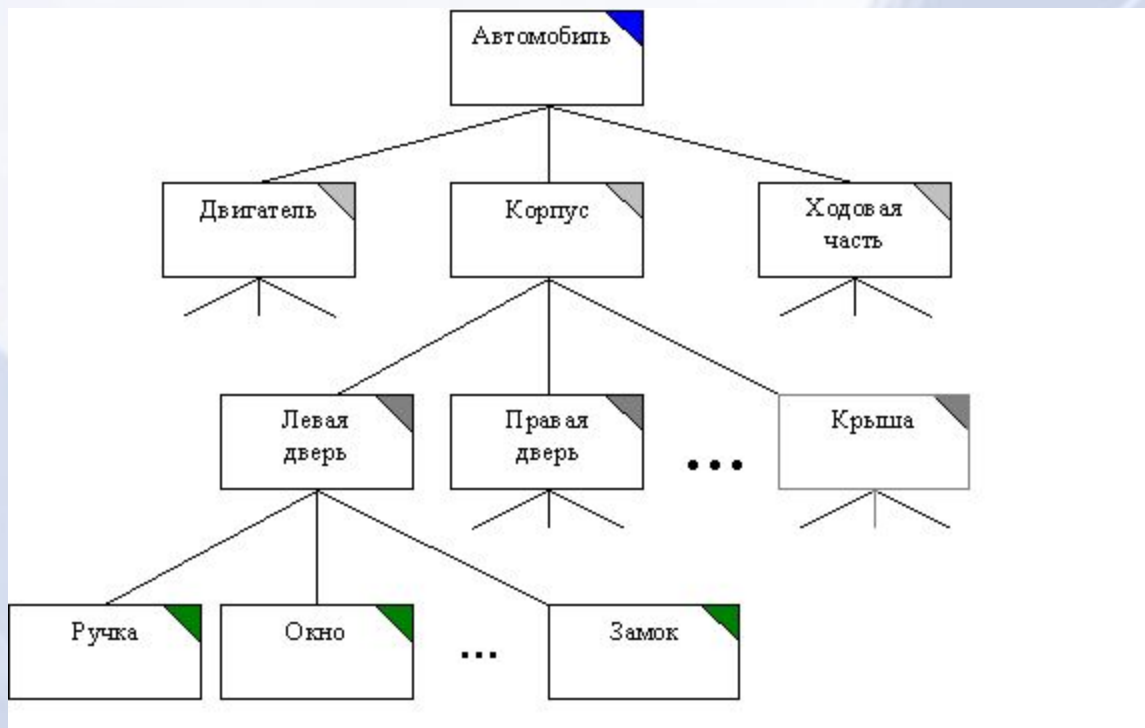 Автомобиль
Двигатель
Корпус
Ходовая
часть
Левая
дверь
Правая
дверь
...
Крыша
Ручка
Окно
...
Замок